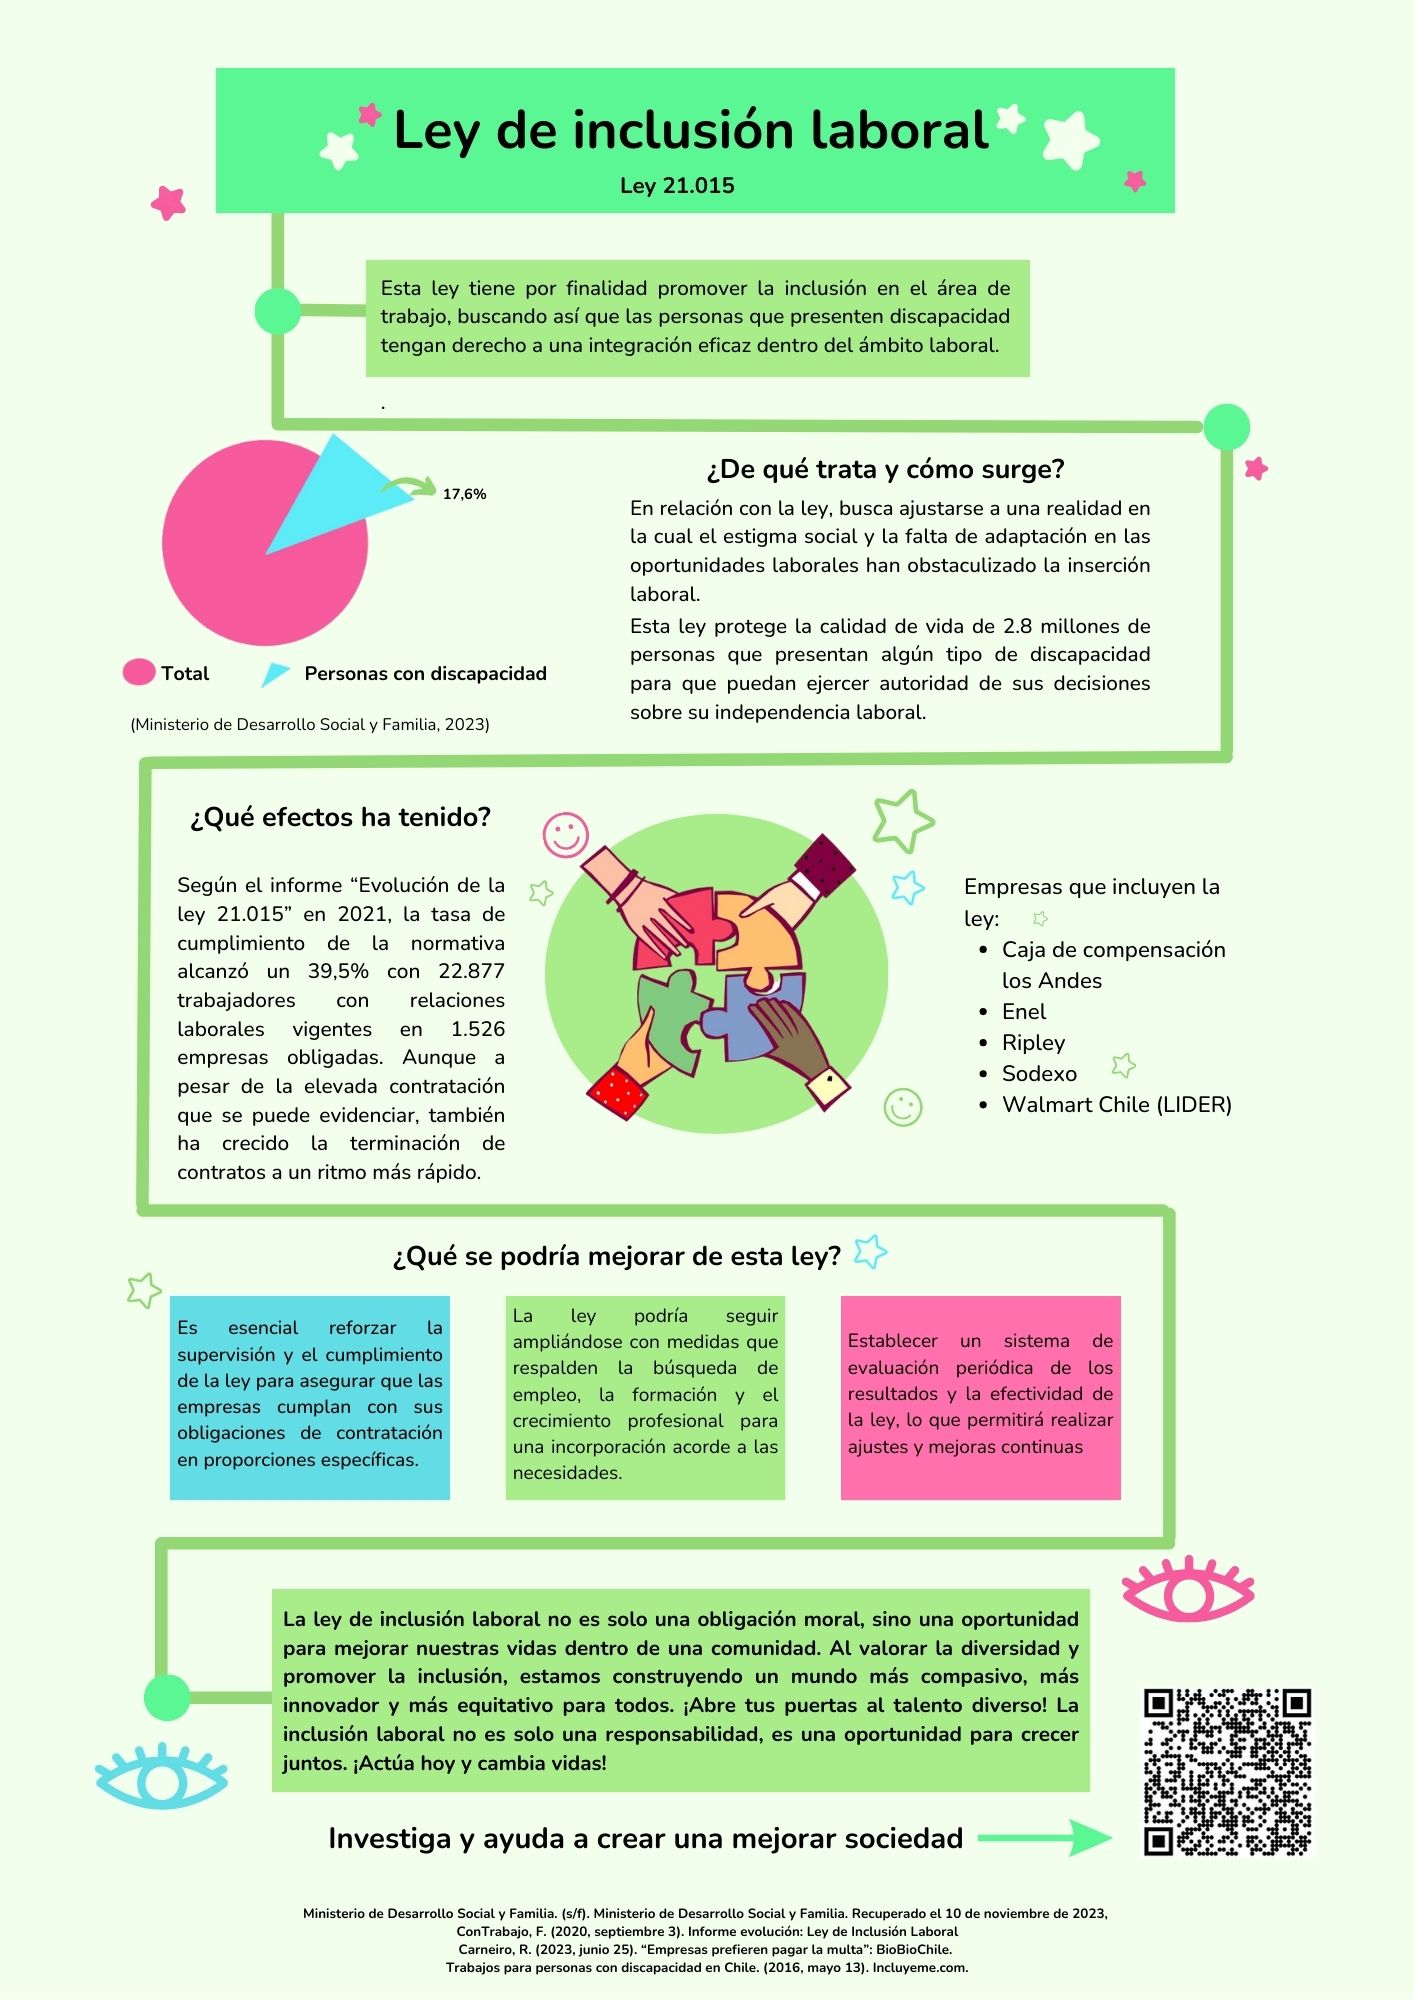 Ley de inclusión laboral
Ley 21.015
Esta ley tiene por finalidad promover la inclusión en el área de
trabajo, buscando así que las personas que presenten discapacidad
tengan derecho a una integración eficaz dentro del ámbito laboral.
.
17,6%
Total
Personas con discapacidad
(Ministerio de Desarrollo Social y Familia, 2023)
¿De qué trata y cómo surge?
En relación con la ley, busca ajustarse a una realidad en
la cual el estigma social y la falta de adaptación en las
oportunidades laborales han obstaculizado la inserción
laboral.
Esta ley protege la calidad de vida de 2.8 millones de
personas que presentan algún tipo de discapacidad
para que puedan ejercer autoridad de sus decisiones
sobre su independencia laboral.
¿Qué efectos ha tenido?
Según el informe “Evolución de la
ley 21.015” en 2021, la tasa de
cumplimiento de la normativa
alcanzó un 39,5% con 22.877
trabajadores con relaciones
laborales vigentes en 1.526
empresas obligadas. Aunque a
pesar de la elevada contratación
que se puede evidenciar, también
ha crecido la terminación de
contratos a un ritmo más rápido.
Empresas que incluyen la
ley:
• Caja de compensación
los Andes
• Enel
• Ripley
• Sodexo
• Walmart Chile (LIDER)
¿Qué se podría mejorar de esta ley?
Es esencial reforzar la
supervisión y el cumplimiento
de la ley para asegurar que las
empresas cumplan con sus
obligaciones de contratación
en proporciones específicas.
La ley podría seguir
ampliándose con medidas que
respalden la búsqueda de
empleo, la formación y el
crecimiento profesional para
una incorporación acorde a las
necesidades.
Establecer un sistema de
evaluación periódica de los
resultados y la efectividad de
la ley, lo que permitirá realizar
ajustes y mejoras continuas
La ley de inclusión laboral no es solo una obligación moral, sino una oportunidad
para mejorar nuestras vidas dentro de una comunidad. Al valorar la diversidad y
promover la inclusión, estamos construyendo un mundo más compasivo, más
innovador y más equitativo para todos. ¡Abre tus puertas al talento diverso! La
inclusión laboral no es solo una responsabilidad, es una oportunidad para crecer
juntos. ¡Actúa hoy y cambia vidas!
Investiga y ayuda a crear una mejorar sociedad
Ministerio de Desarrollo Social y Familia. (s/f). Ministerio de Desarrollo Social y Familia. Recuperado el 10 de noviembre de 2023,
ConTrabajo, F. (2020, septiembre 3). Informe evolución: Ley de Inclusión Laboral
Carneiro, R. (2023, junio 25). “Empresas prefieren pagar la multa”: BioBioChile.
Trabajos para personas con discapacidad en Chile. (2016, mayo 13). Incluyeme.com.